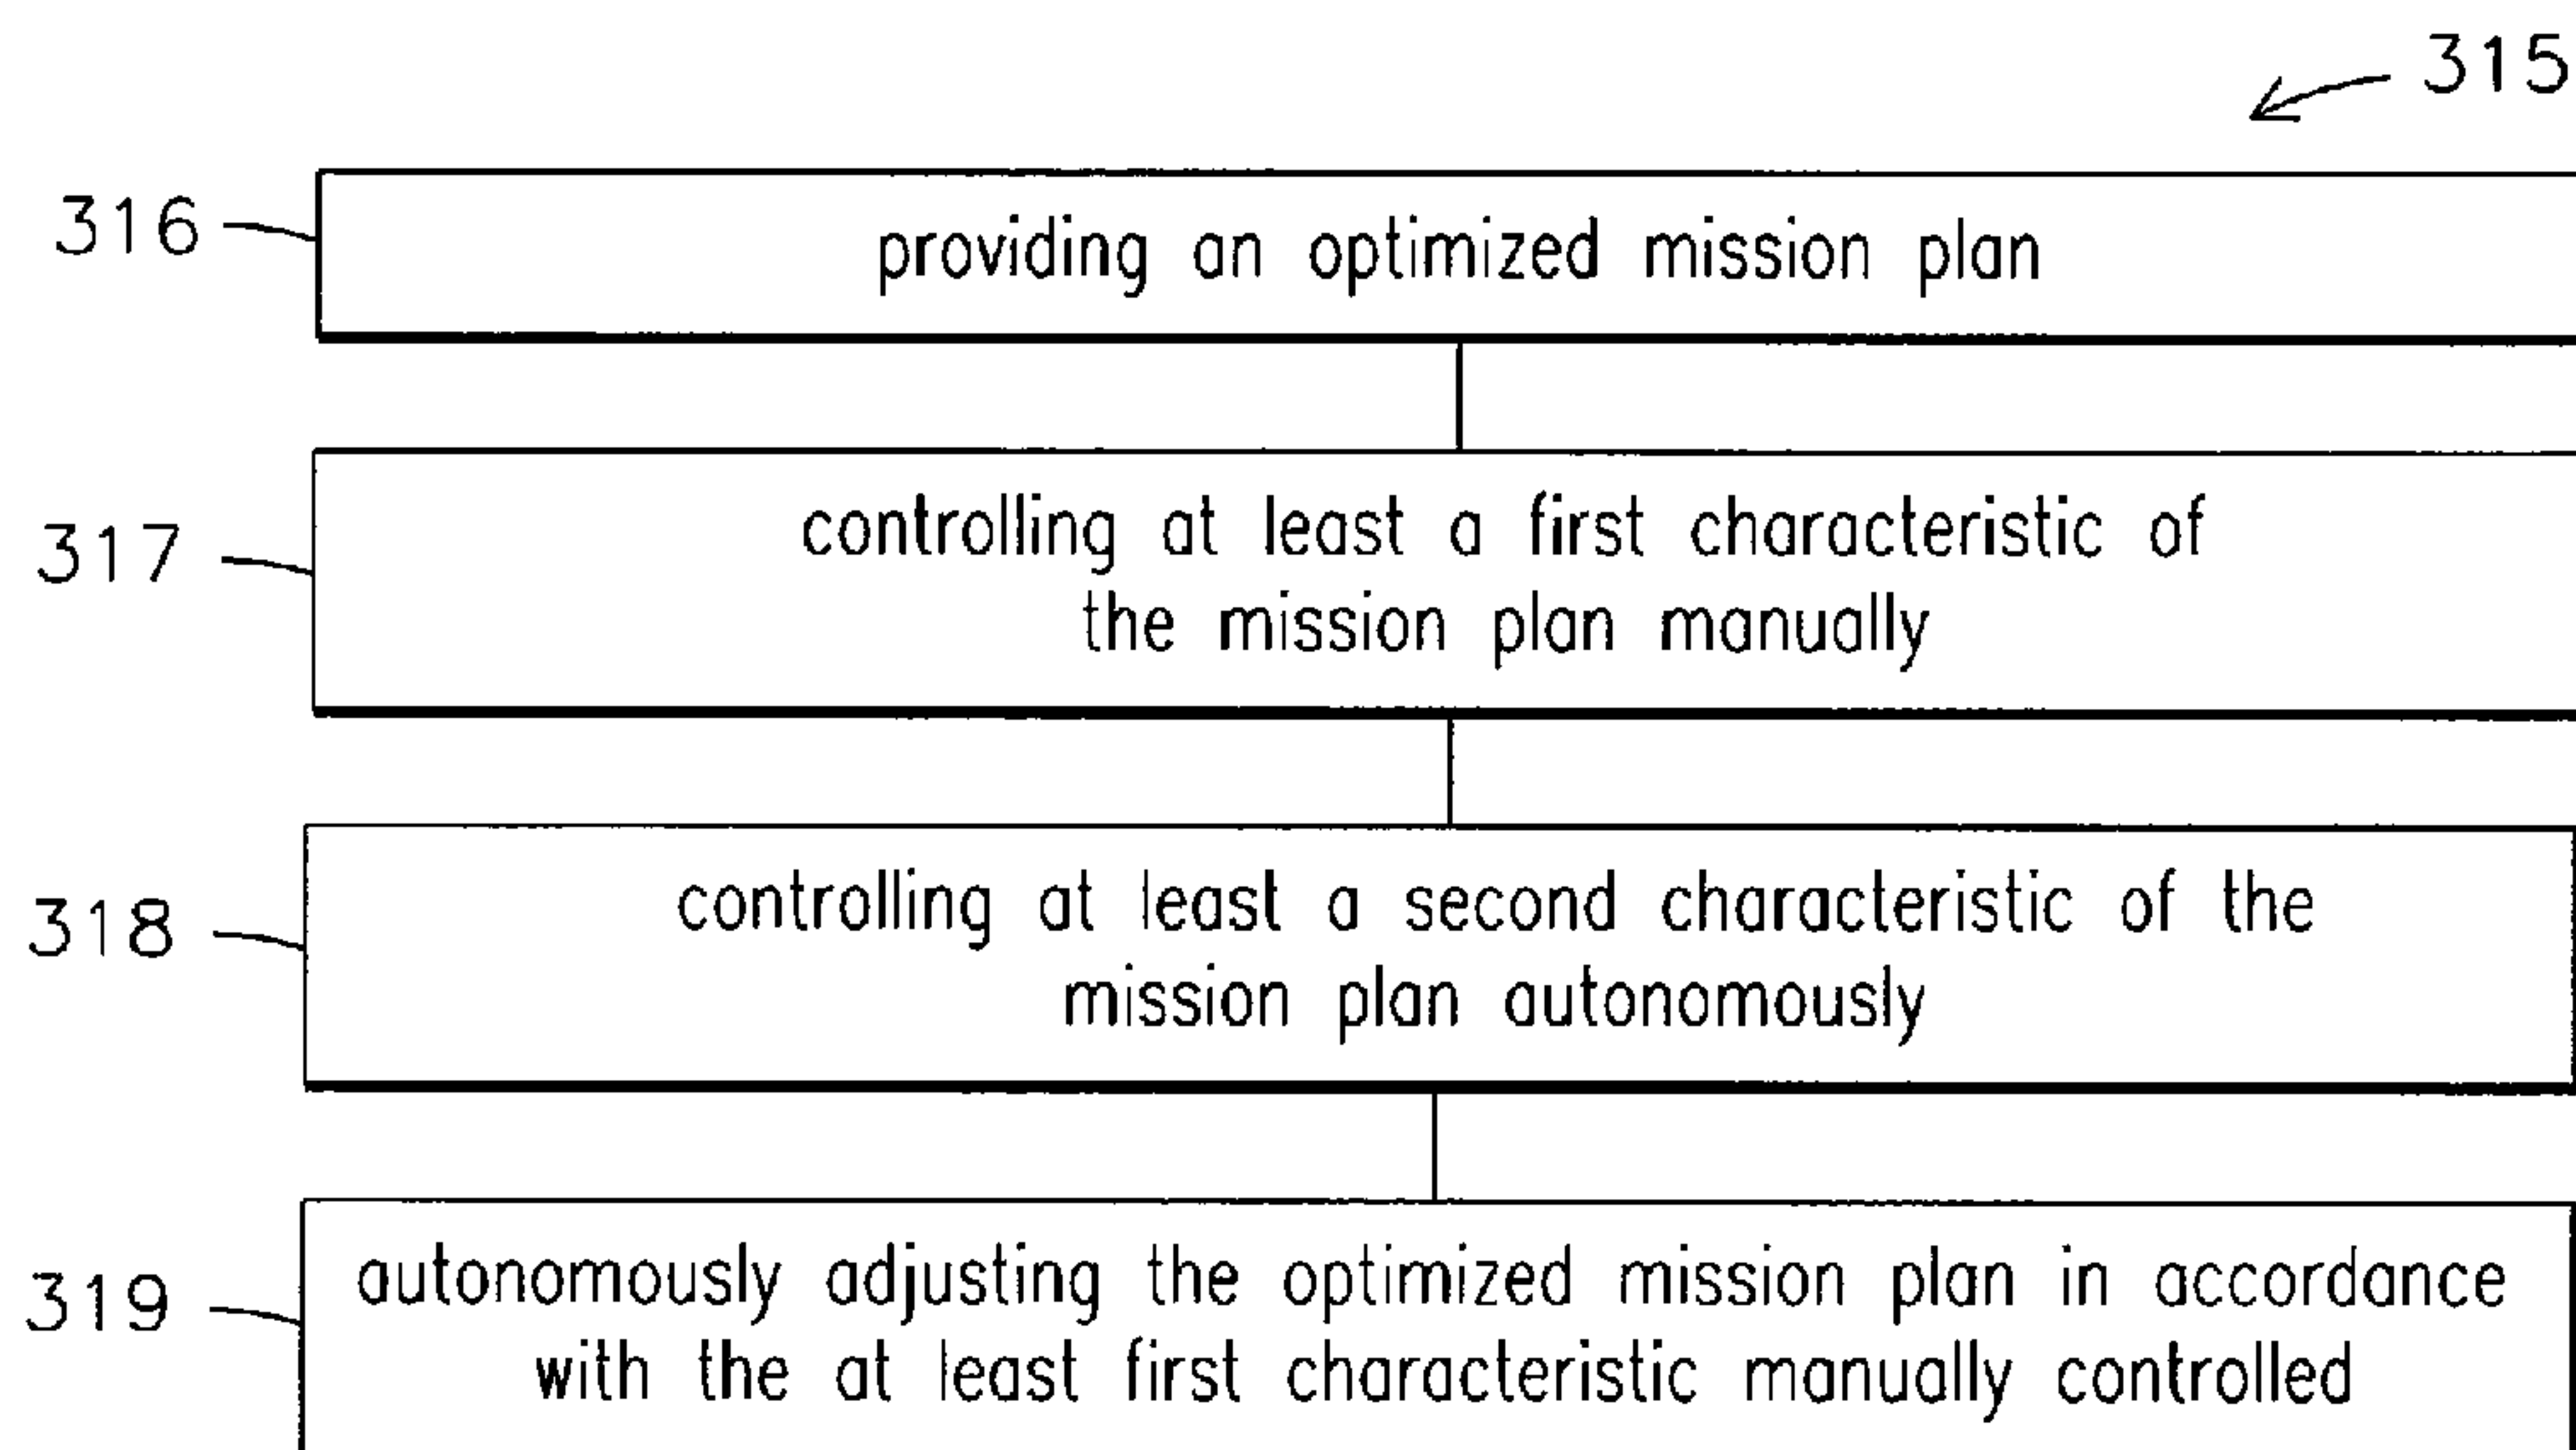 315
316
providing an optimized mission plan
317
controlling at least a first characteristic of
the mission plan manually
318
controlling at least a second characteristic of the
mission plan autonomously
319
autonomously adjusting the optimized mission plan in accordance
with the at least first characteristic manually controlled